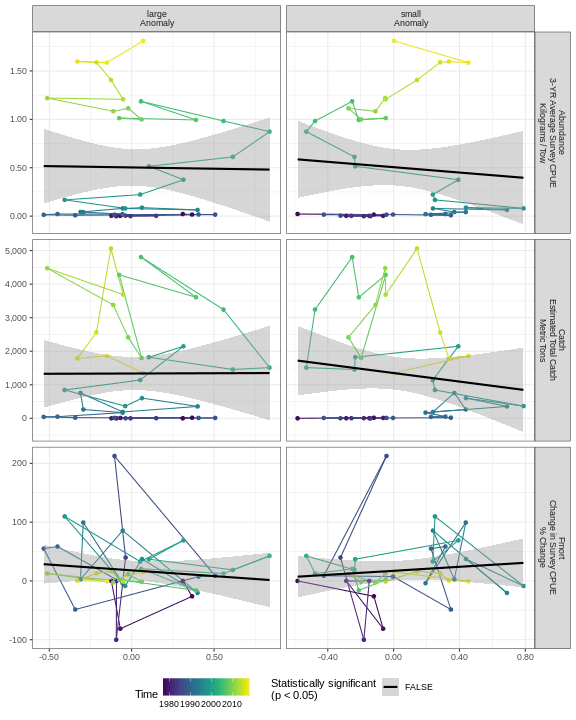 large
Anomaly
small
Anomaly
1.50
1.00
0.50
0.00
Abundance
3-YR Average Survey CPUE
Kilograms / Tow
5,000
4,000
3,000
2,000
1,000
0
Catch
Estimated Total Catch
Metric Tons
200
100
0
-100
Fmort
Change in Survey CPUE
% Change
-0.50
0.00
0.50
-0.40
0.00
0.40
0.80
Time
1980 1990 2000 2010
Statistically significant
(p < 0.05)
FALSE